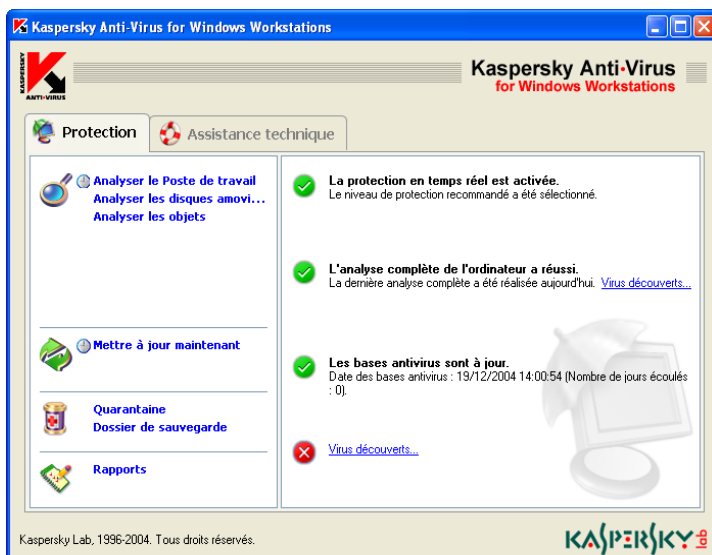 Kaspersky Anti-Virus for Windows Workstations
KASPERSKY
ANTI-VIRUS
Kaspersky Anti•Virus
for Windows Workstations
Protection
Assistance technique
Analyser le Poste de travail
Analyser les disques amovi...
Analyser les objets
Mettre à jour maintenant
Quarantaine
Dossier de sauvegarde
Rapports
La protection en temps réel est activée.
Le niveau de protection recommandé a été sélectionné.
L'analyse complète de l'ordinateur a réussi.
La dernière analyse complète a été réalisée aujourd'hui. Virus découverts...
Les bases antivirus sont à jour.
Date des bases antivirus : 19/12/2004 14:00:54 (Nombre de jours écoulés
: 0).
Virus découverts...
Kaspersky Lab, 1996-2004. Tous droits réservés.
KASPERSKY lab